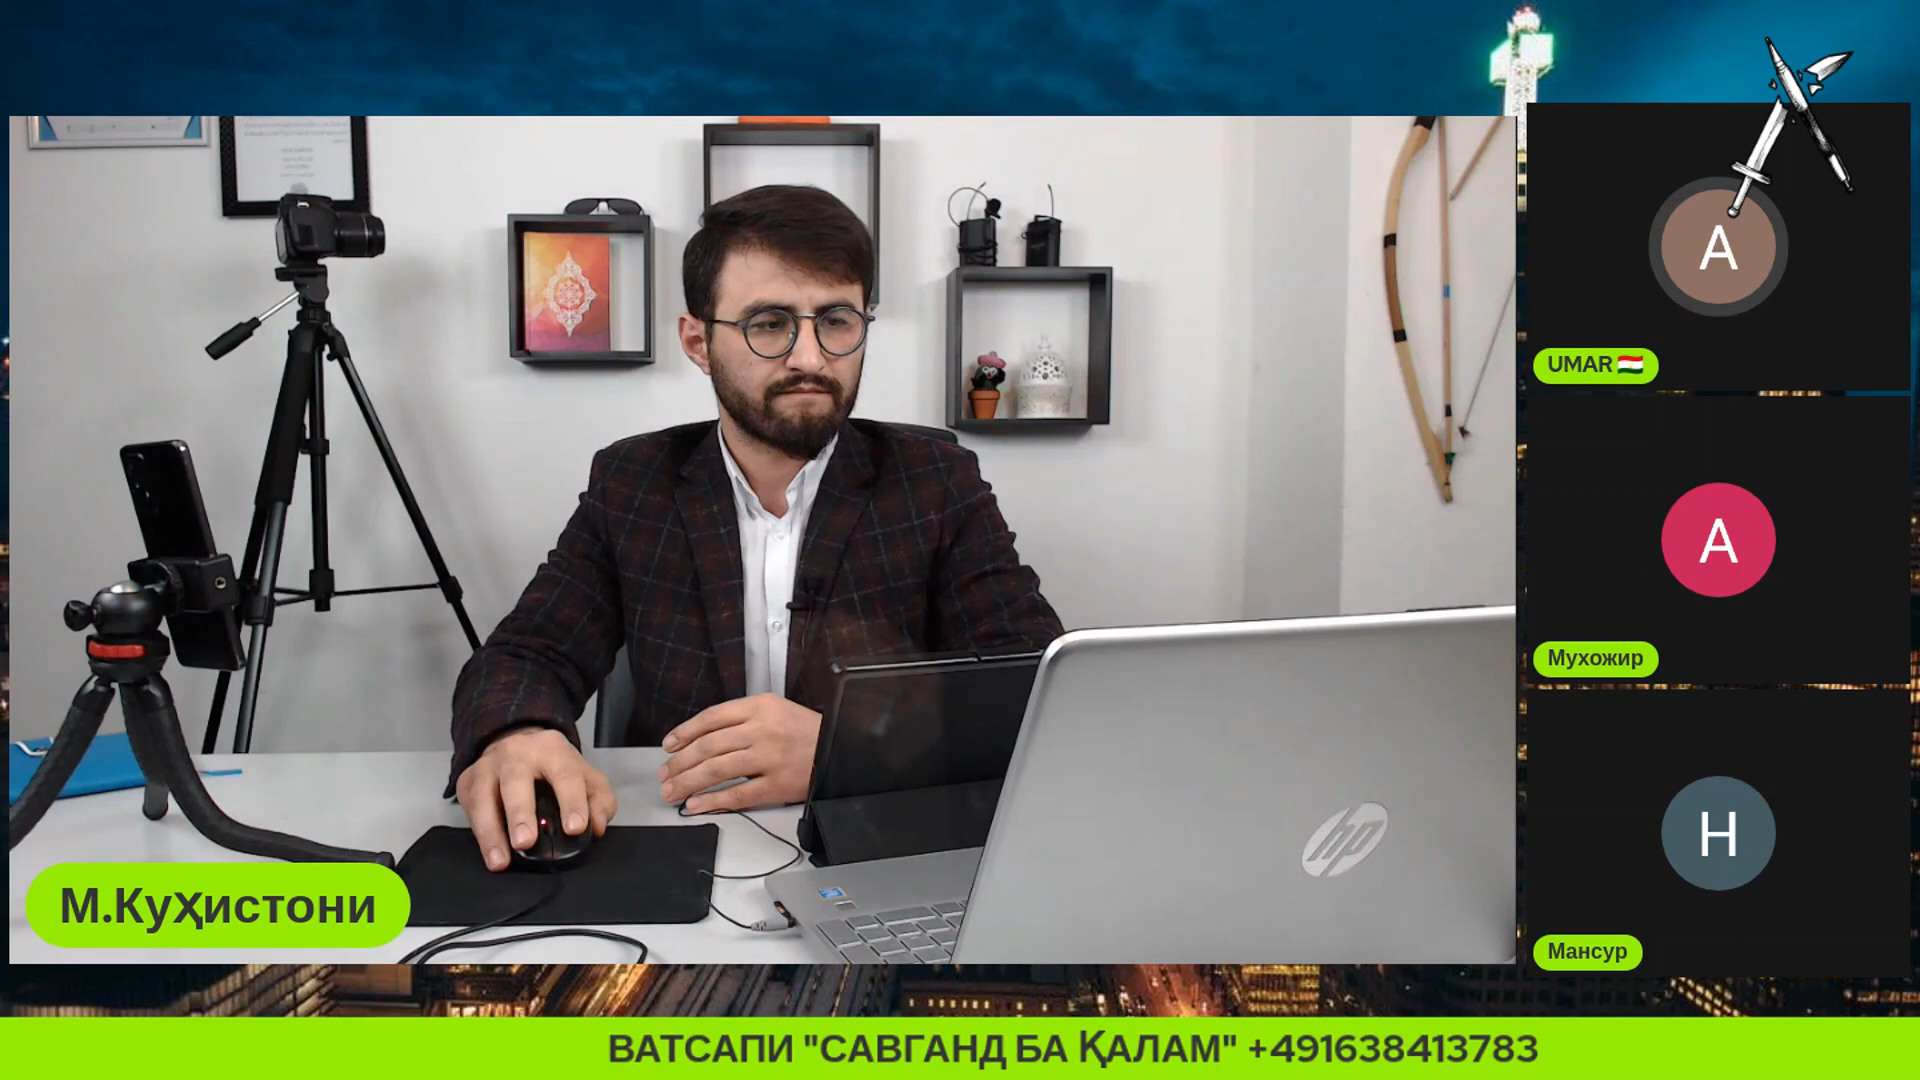 A
UMAR
A
Мухожир
H
Мансур
hp
М.Куҳистони
ВАТСАПИ "САВГАНД БА ҚАЛАМ" +491638413783